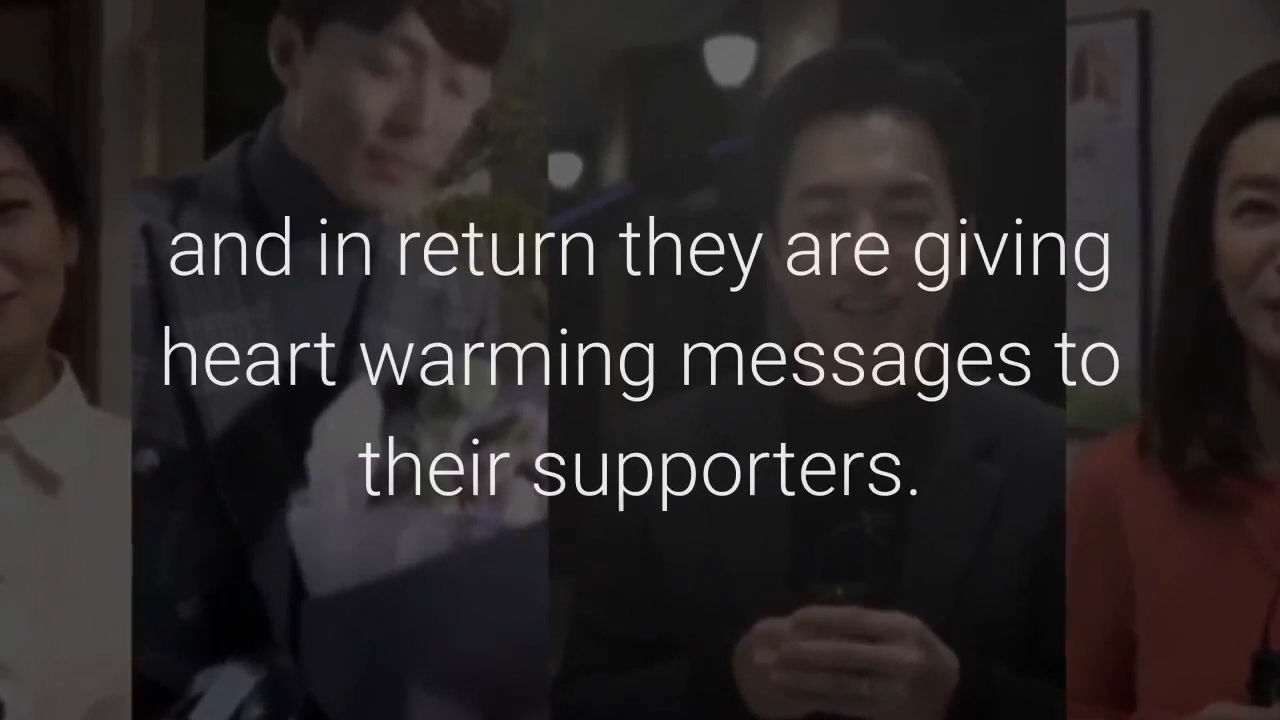 and in return they are giving
heart warming messages to
their supporters.